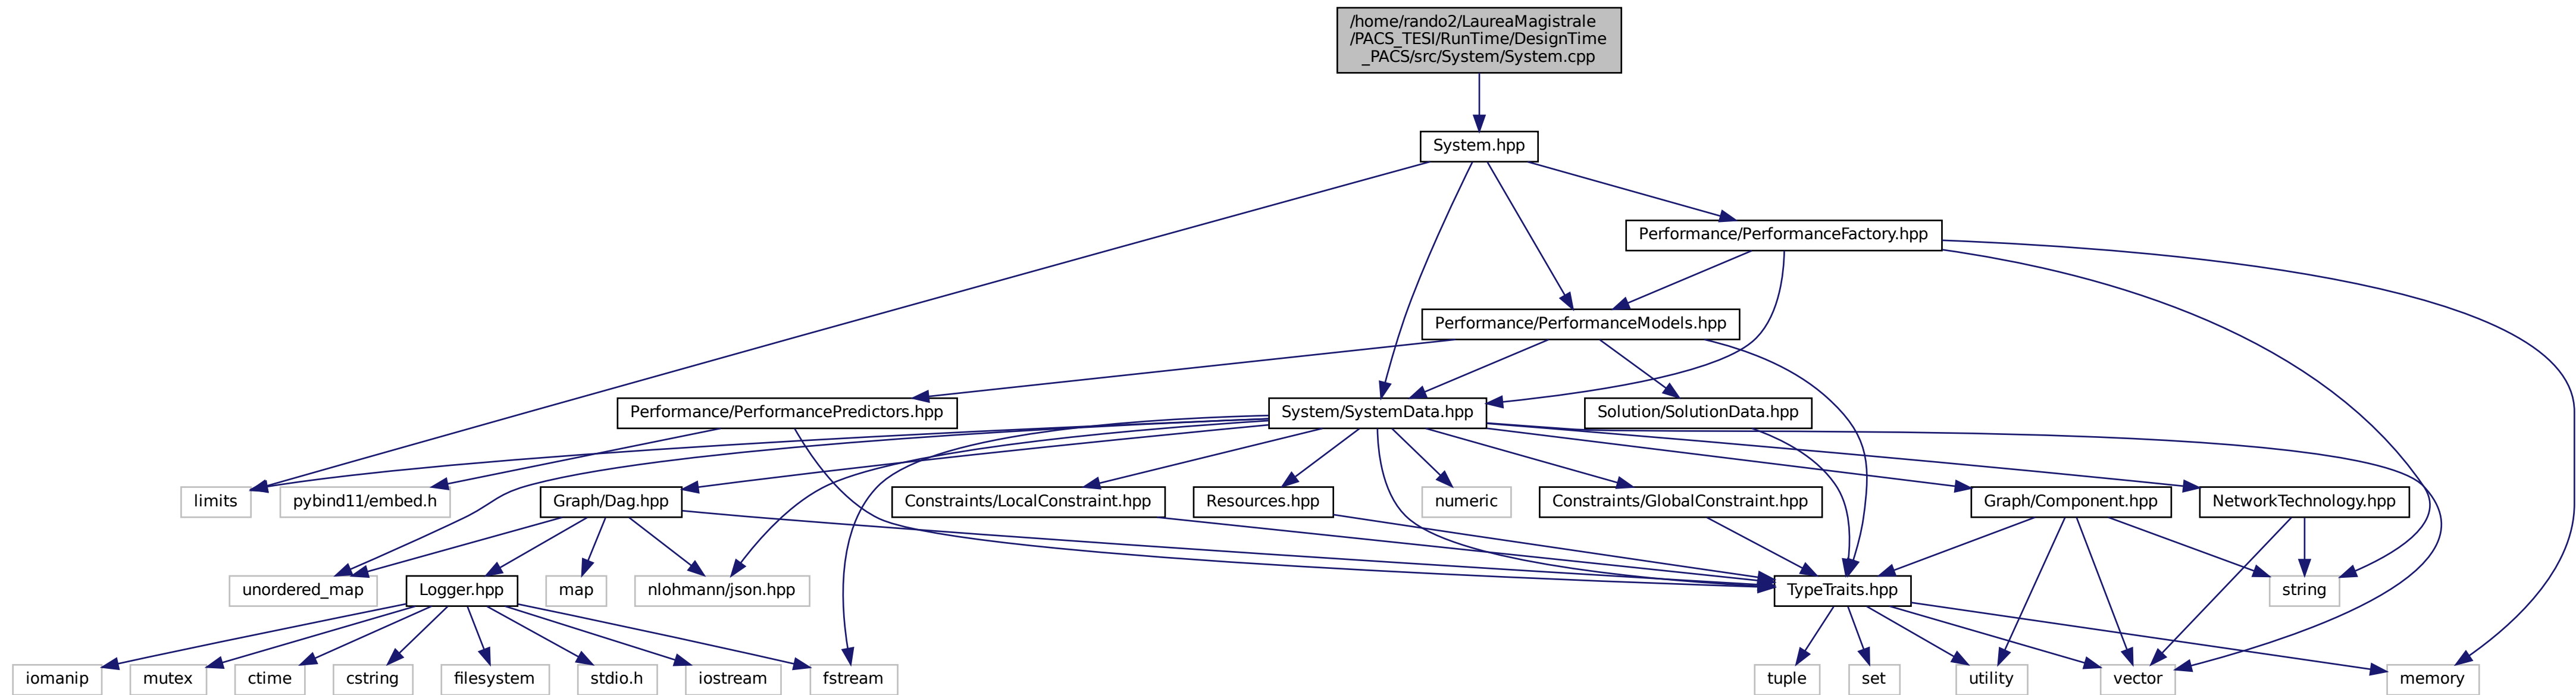 /home/rando2/LaureaMagistrale
/PACS_TESI/RunTime/DesignTime
_PACS/src/System/System.cpp
System.hpp
Performance/PerformanceFactory.hpp
Performance/PerformanceModels.hpp
Performance/PerformancePredictors.hpp
System/SystemData.hpp
Solution/SolutionData.hpp
limits
pybind11/embed.h
Graph/Dag.hpp
Constraints/LocalConstraint.hpp
Resources.hpp
numeric
Constraints/GlobalConstraint.hpp
Graph/Component.hpp
NetworkTechnology.hpp
unordered_map
Logger.hpp
map
nlohmann/json.hpp
TypeTraits.hpp
string
iomanip
mutex
ctime
cstring
filesystem
stdio.h
iostream
fstream
tuple
set
utility
vector
memory